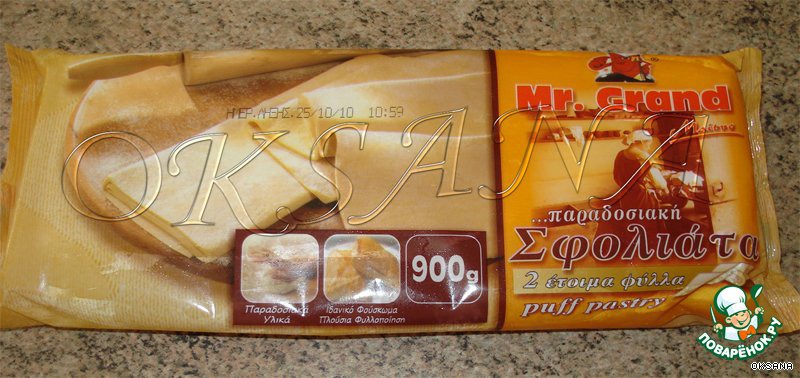 ΗΜΕΡ.ΛΗΞΗΣ.25/10/10 10:59
Mr. Grand
OKSANA
...παραδοσιακή
Σφολιάτα
2 έτοιμα φύλλα
puff pastry
900g
Παραδοσιακά
Υλικά
Ιδανικό Φούσκωμα
Πλούσια Φυλλοποίηση
ПОВАРЁНОК.РУ
OKSANA